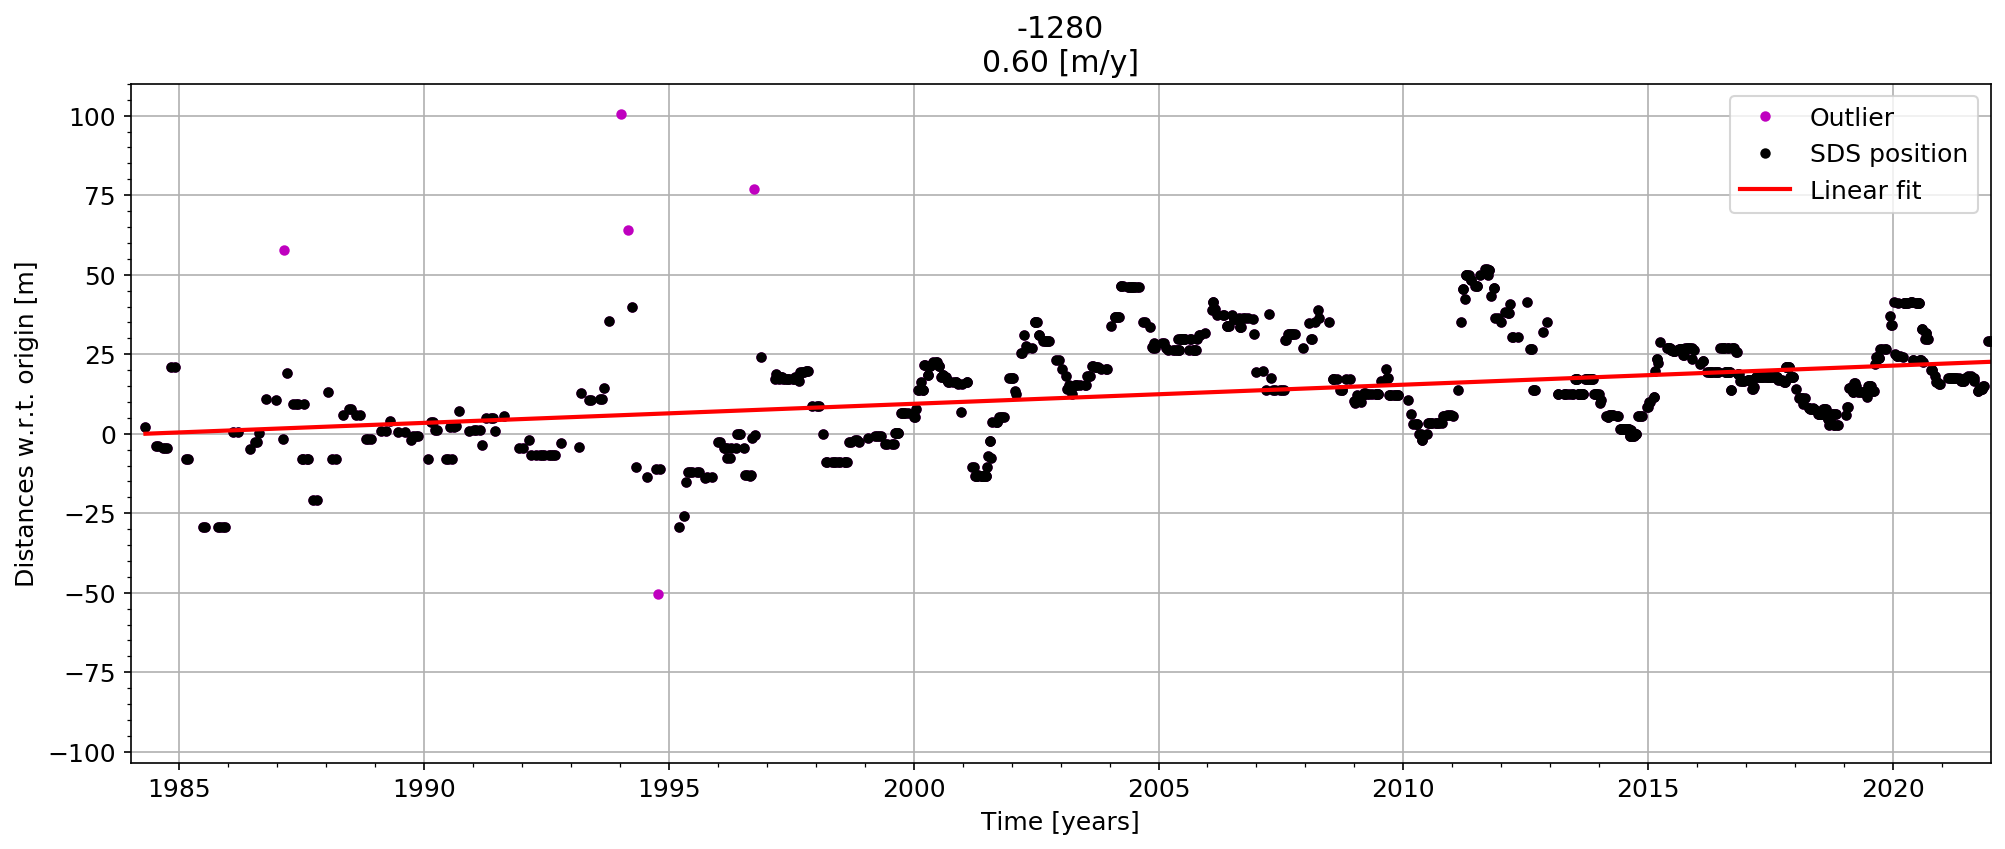 -1280
0.60 [m/y]
Outlier
SDS position
Linear fit
Distances w.r.t. origin [m]
100
75
50
25
0
−25
−50
−75
−100
1985 1990 1995 2000 2005 2010 2015 2020
Time [years]